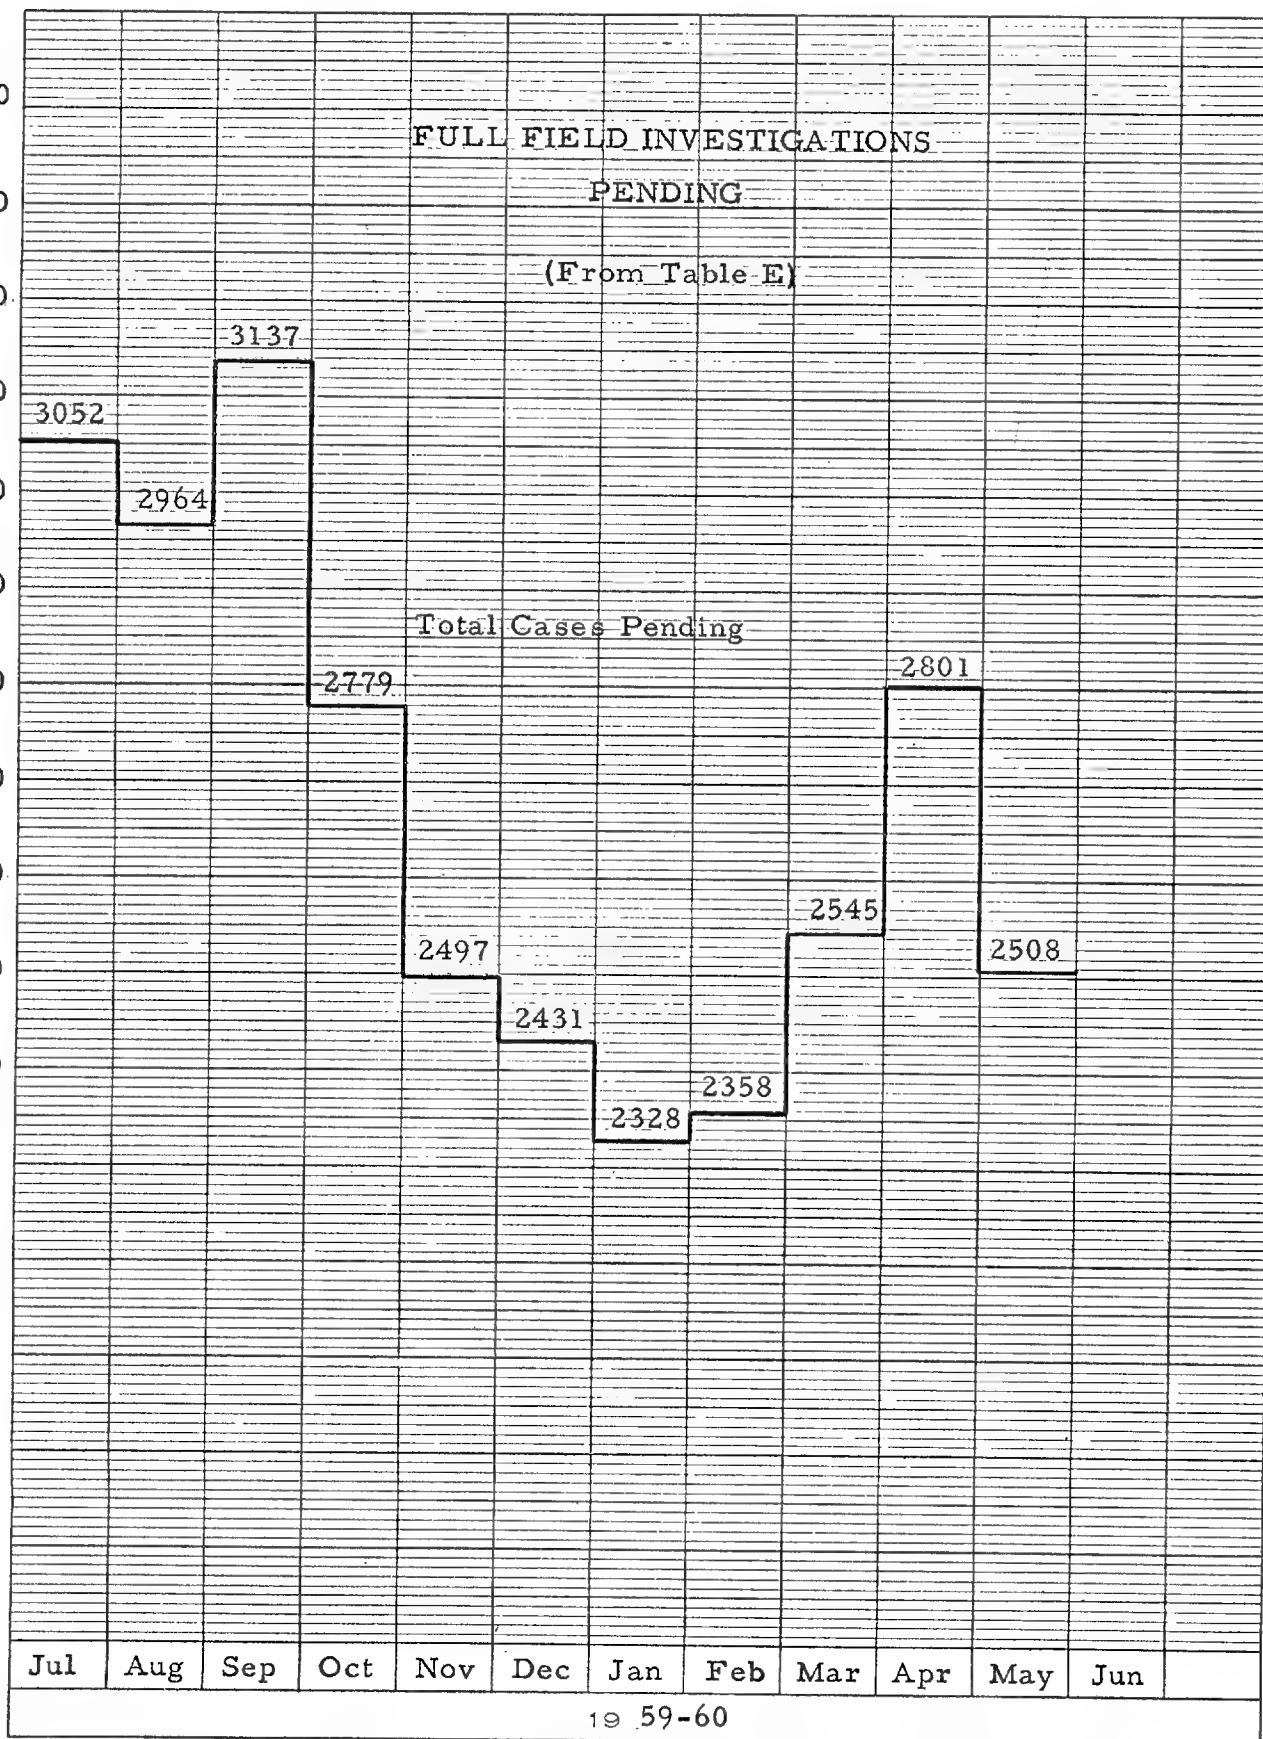 FULL FIELD INVESTIGATIONS
PENDING
(From Table E)
3137
3052
2964
Total Cases Pending
2779
2801
2545
2497
2508
2431
2358
2328
Jul Aug Sep Oct Nov Dec Jan Feb Mar Apr May Jun
19 59-60